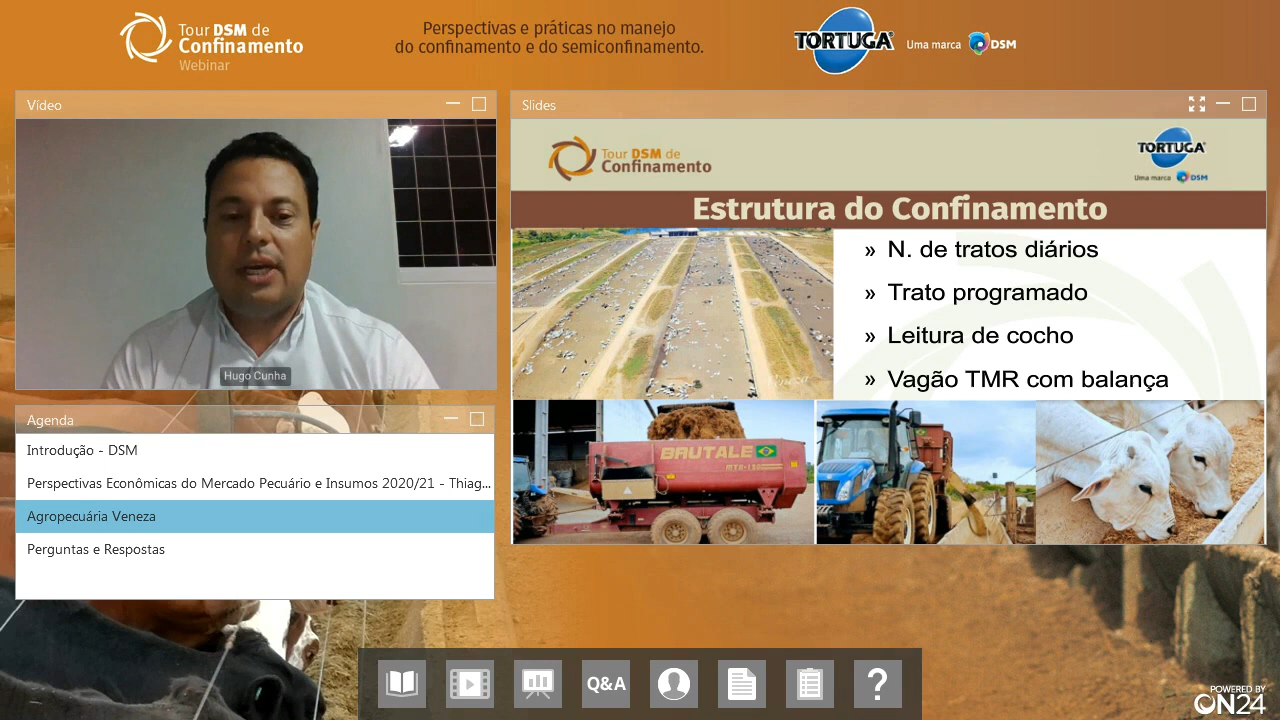 Tour DSM de
Confinamento
Webinar
Perspectivas e práticas no manejo
do confinamento e do semiconfinamento.
TORTUGA
Uma marca DSM
Vídeo
Slides
Hugo Cunha
Tour DSM de
Confinamento
TORTUGA
Uma marca DSM
Estrutura do Confinamento
» N. de tratos diários
» Trato programado
» Leitura de cocho
» Vagão TMR com balança
BRUTALE
Agenda
Introdução - DSM
Perspectivas Econômicas do Mercado Pecuário e Insumos 2020/21 - Thiag...
Agropecuária Veneza
Perguntas e Respostas
Q&A
?
POWERED BY
ON24